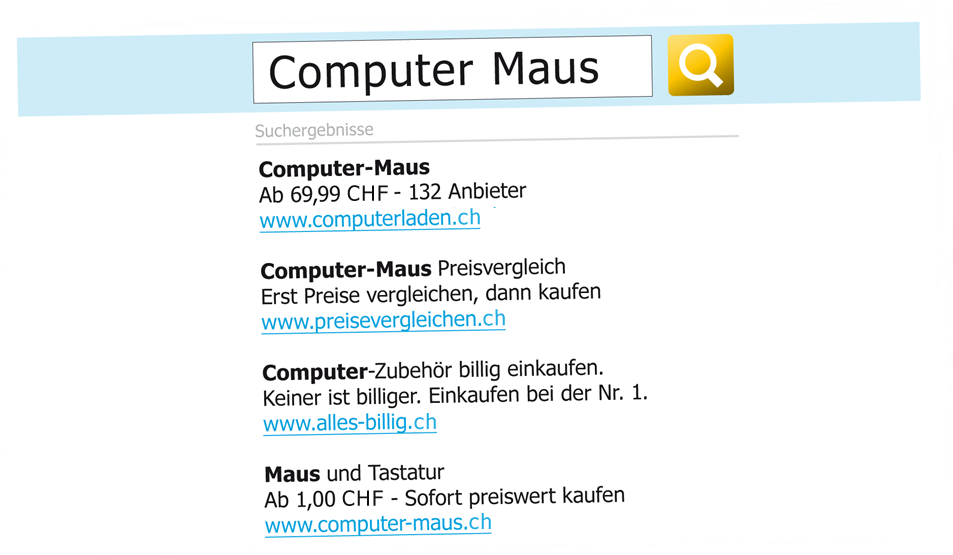 Computer Maus
Suchergebnisse
Computer-Maus
Ab 69,99 CHF - 132 Anbieter
www.computerladen.ch
Computer-Maus Preisvergleich
Erst Preise vergleichen, dann kaufen
www.preisevergleichen.ch
Computer-Zubehör billig einkaufen.
Keiner ist billiger. Einkaufen bei der Nr. 1.
www.alles-billig.ch
Maus und Tastatur
Ab 1,00 CHF - Sofort preiswert kaufen
www.computer-maus.ch